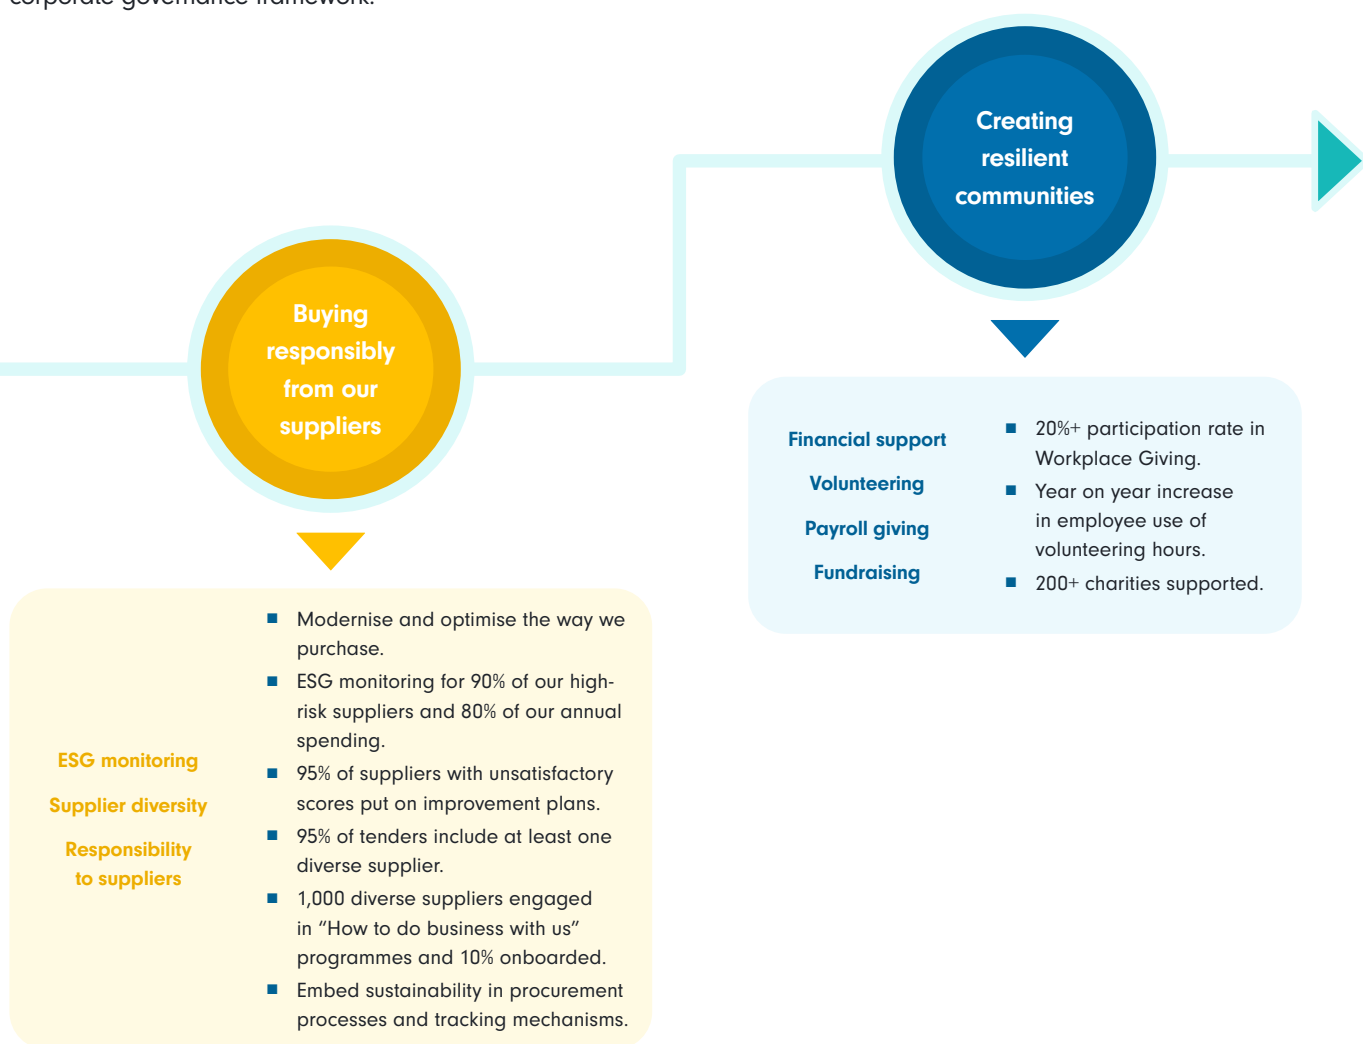 corporate governance framework.
Creating
resilient
communities
Buying
responsibly
from our
suppliers
Financial support
Volunteering
Payroll giving
Fundraising
■ 20%+ participation rate in
Workplace Giving.
■ Year on year increase
in employee use of
volunteering hours.
■ 200+ charities supported.
ESG monitoring
Supplier diversity
Responsibility
to suppliers
■ Modernise and optimise the way we
purchase.
■ ESG monitoring for 90% of our high-
risk suppliers and 80% of our annual
spending.
■ 95% of suppliers with unsatisfactory
scores put on improvement plans.
■ 95% of tenders include at least one
diverse supplier.
■ 1,000 diverse suppliers engaged
in “How to do business with us”
programmes and 10% onboarded.
■ Embed sustainability in procurement
processes and tracking mechanisms.